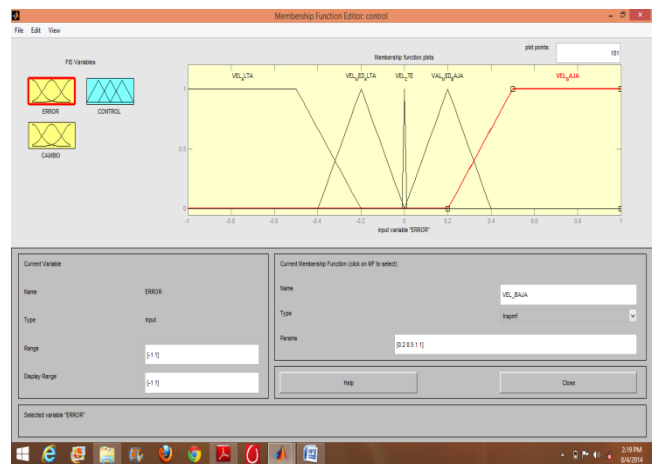 Membership Function Editor: control
File Edit View
FIS Variables
ERROR
CONTROL
CAMBIO
plot points:
181
Membership function plots
VEL_ALTA
VEL_MED_ALTA
VEL_CTE
VAL_MED_BAJA
VEL_BAJA
1
0.5
0
-1 -0.8 -0.6 -0.4 -0.2 0 0.2 0.4 0.6 0.8 1
input variable "ERROR"
Current Variable
Name ERROR
Type input
Range [-1 1]
Display Range [-1 1]
Current Membership Function (click on MF to select)
Name VEL_BAJA
Type trapmf
Params [0.2 0.5 1 1]
Help
Close
Selected variable "ERROR"
2:19 PM
8/4/2014